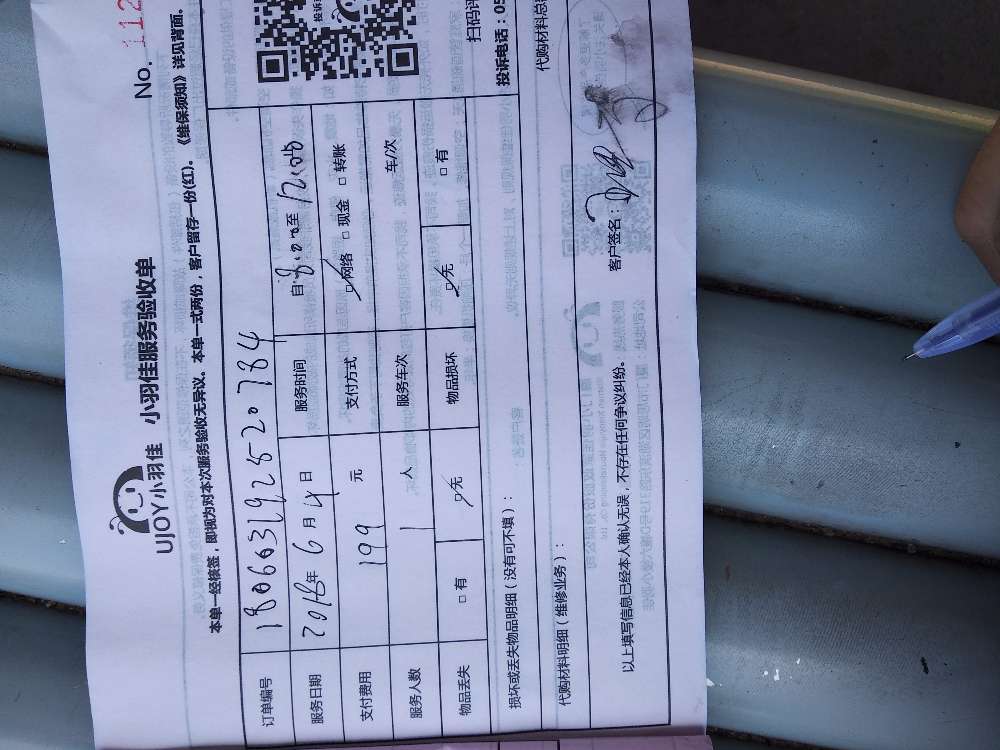 No. 112
UJOY小羽佳 小羽佳服务验收单
本单一经核签，即视为对本次服务验收无异议。本单一式两份，客户留存一份(红)。《维保须知》详见背面。
订单编号 180663192520784
服务日期 2018年 6 月 4 日 服务时间 自 8:00 至 12:00
支付费用 199 元 支付方式 □网络 □现金 □转账
服务人数 1 人 服务车次 车/次
物品丢失 □有 □无 物品损坏 □无 □有
损坏或丢失物品明细（没有可不填）：
扫码评
投诉电话：05
代购材料明细（维修业务）：
代购材料总
以上填写信息已经本人确认无误，不存在任何争议纠纷。
客户签名：